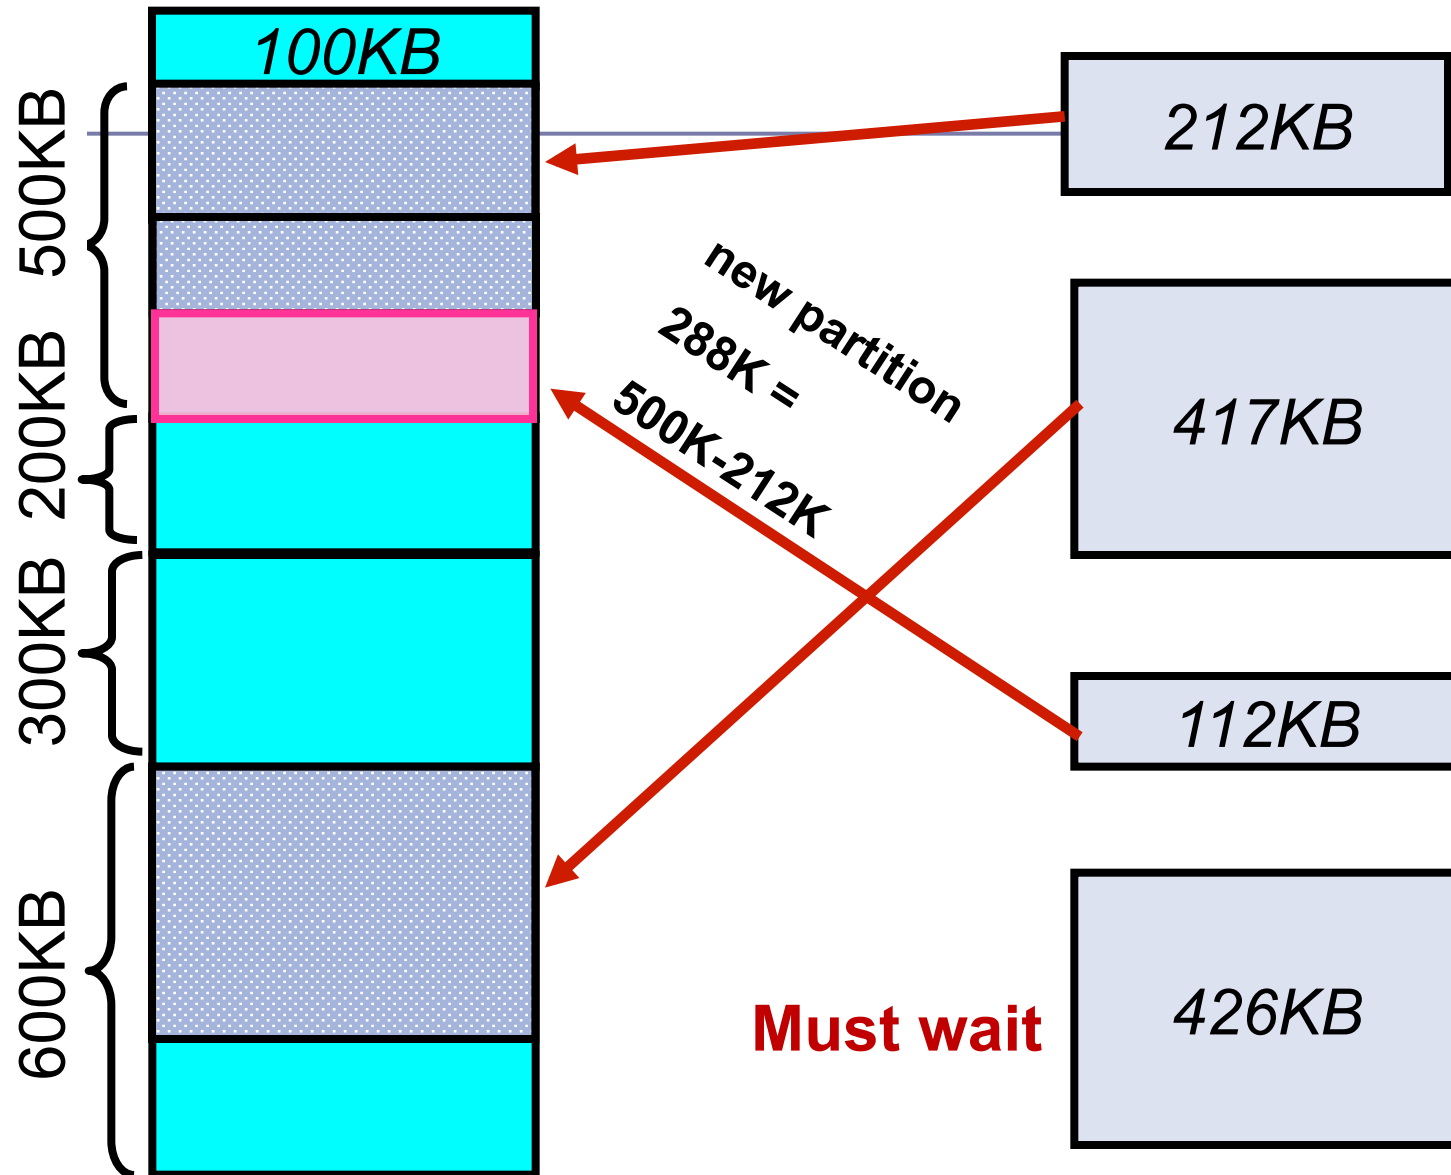 100KB
500KB
200KB
300KB
600KB
new partition
288K =
500K-212K
212KB
417KB
112KB
Must wait
426KB